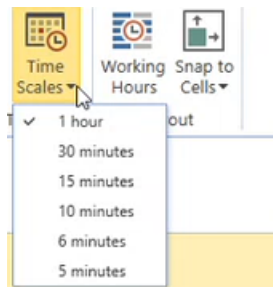 Time
Scales
Working
Hours
Snap to
Cells
out
1 hour
30 minutes
15 minutes
10 minutes
6 minutes
5 minutes